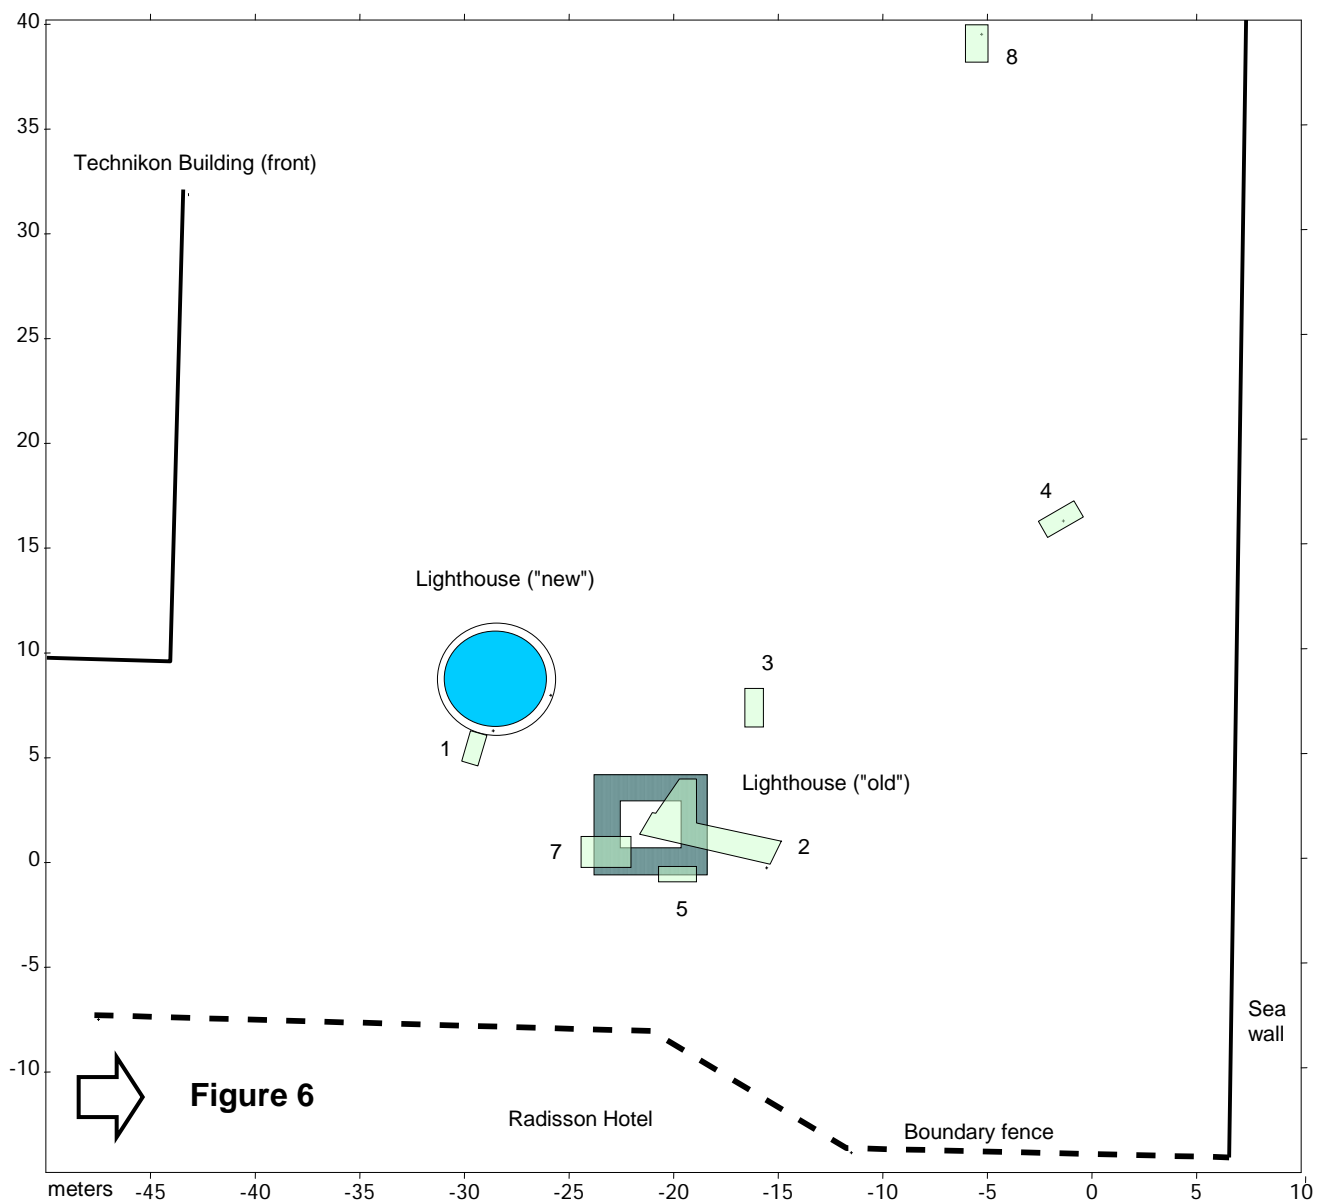 40
8
35
Technikon Building (front)
30
25
20
4
15
Lighthouse ("new")
10
3
1
5
Lighthouse ("old")
7
0
2
5
-5
Sea
wall
-10
Figure 6
Radisson Hotel
Boundary fence
meters -45 -40 -35 -30 -25 -20 -15 -10 -5 0 5 10